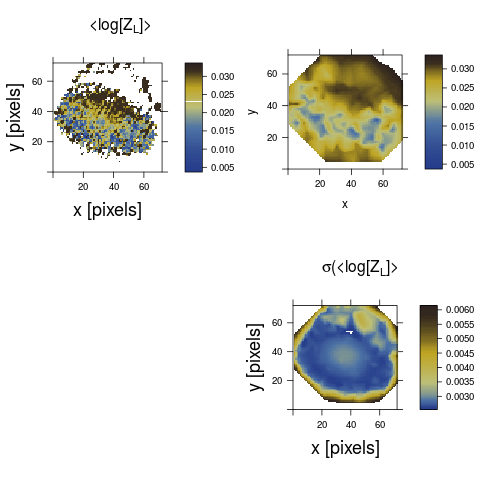 <log[Z_L]>
60
40
20
20 40 60
y [pixels]
x [pixels]
0.030
0.025
0.020
0.015
0.010
0.005
60
40
20
20 40 60
y
x
0.030
0.025
0.020
0.015
0.010
0.005
σ(<log[Z_L]>
60
40
20
20 40 60
y [pixels]
x [pixels]
0.0060
0.0055
0.0050
0.0045
0.0040
0.0035
0.0030